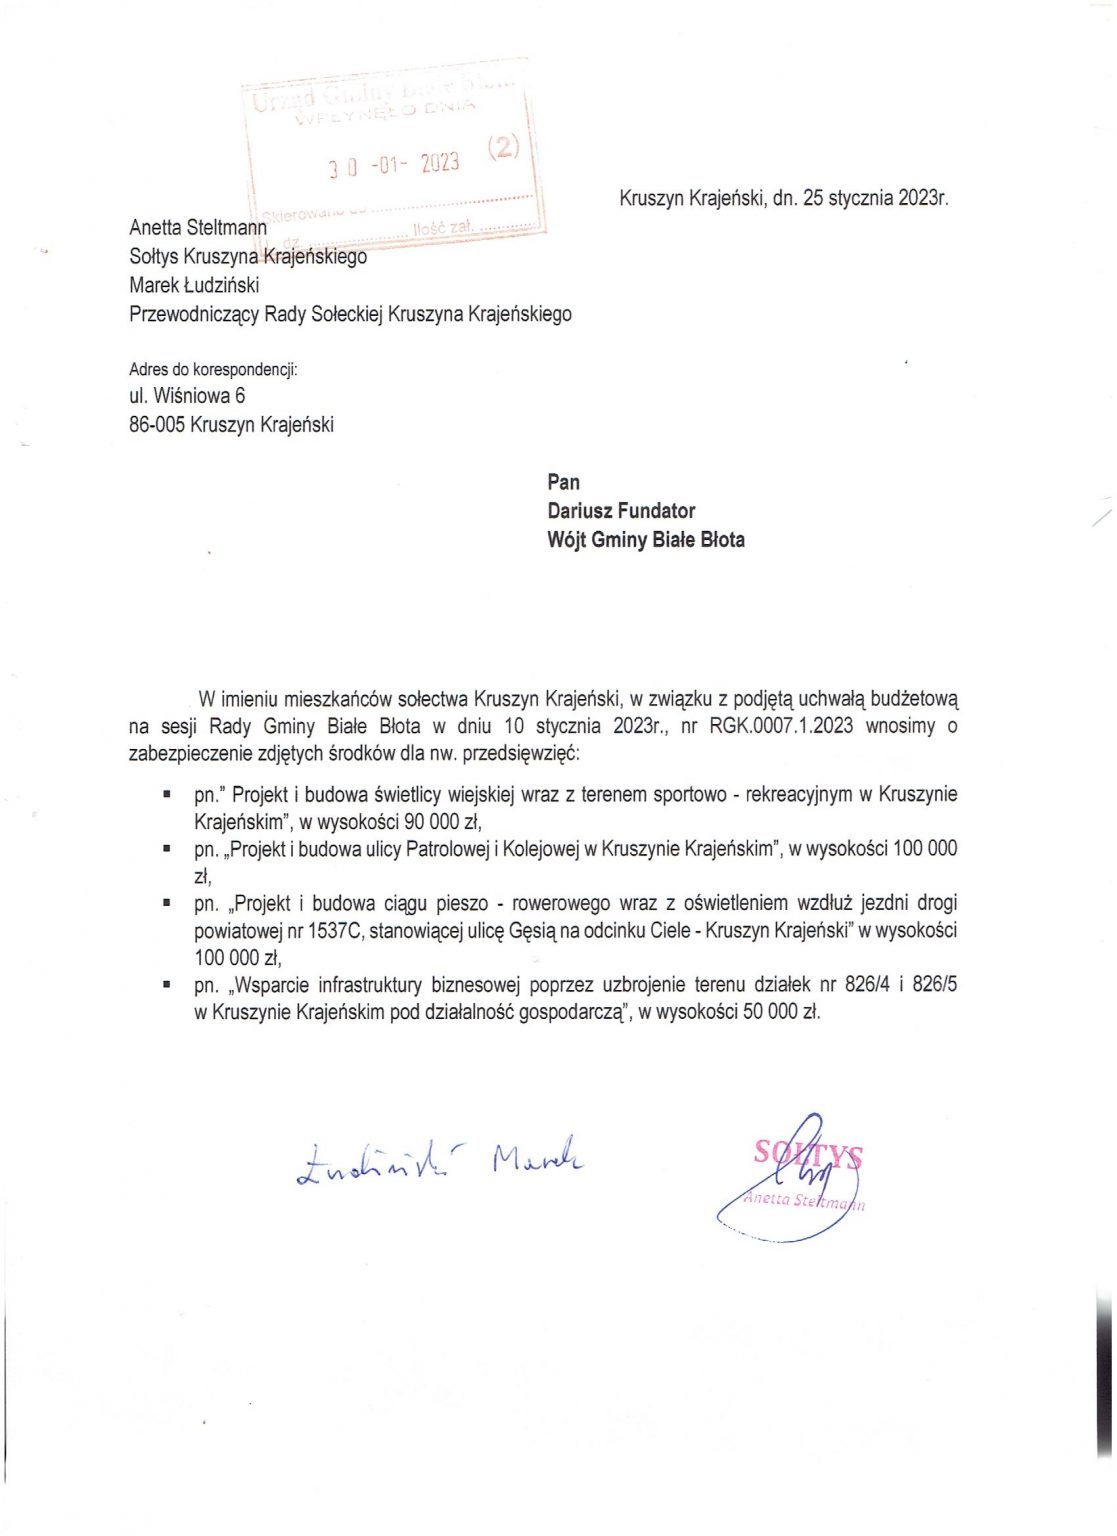 Urząd Gminy Białe Błota
WPŁYNĘŁO DNIA
30 -01- 2023 (2)
Skierowano do
dz. Ilość zał.
Kruszyn Krajeński, dn. 25 stycznia 2023r.
Anetta Steltmann
Sołtys Kruszyna Krajeńskiego
Marek Łudziński
Przewodniczący Rady Sołeckiej Kruszyna Krajeńskiego
Adres do korespondencji:
ul. Wiśniowa 6
86-005 Kruszyn Krajeński
Pan
Dariusz Fundator
Wójt Gminy Białe Błota
W imieniu mieszkańców sołectwa Kruszyn Krajeński, w związku z podjętą uchwałą budżetową
na sesji Rady Gminy Białe Błota w dniu 10 stycznia 2023r., nr RGK.0007.1.2023 wnosimy o
zabezpieczenie zdjętych środków dla nw. przedsięwzięć:
▪ pn.” Projekt i budowa świetlicy wiejskiej wraz z terenem sportowo - rekreacyjnym w Kruszynie
Krajeńskim”, w wysokości 90 000 zł,
▪ pn. „Projekt i budowa ulicy Patrolowej i Kolejowej w Kruszynie Krajeńskim”, w wysokości 100 000
zł,
▪ pn. „Projekt i budowa ciągu pieszo - rowerowego wraz z oświetleniem wzdłuż jezdni drogi
powiatowej nr 1537C, stanowiącej ulicę Gęsią na odcinku Ciele - Kruszyn Krajeński” w wysokości
100 000 zł,
▪ pn. „Wsparcie infrastruktury biznesowej poprzez uzbrojenie terenu działek nr 826/4 i 826/5
w Kruszynie Krajeńskim pod działalność gospodarczą”, w wysokości 50 000 zł.
Łudziński Marek
SOŁTYS
Anetta Steltmann